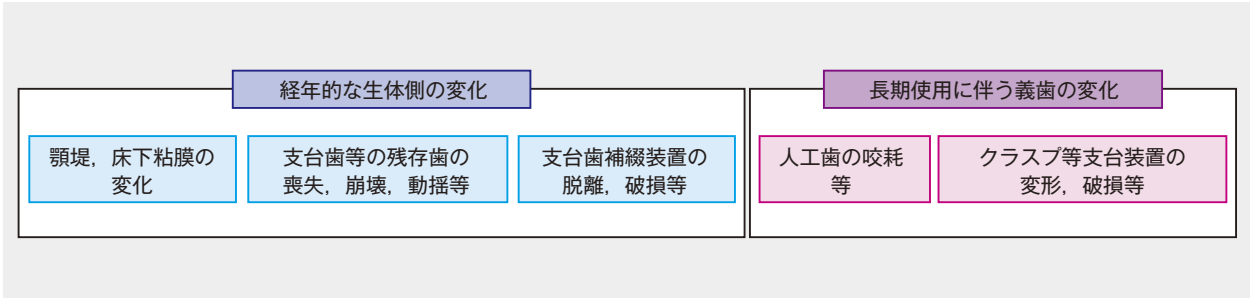 経年的な生体側の変化
顎堤，床下粘膜の
変化
支台歯等の残存歯の
喪失，崩壊，動揺等
支台歯補綴装置の
脱離，破損等
長期使用に伴う義歯の変化
人工歯の咬耗
等
クラスプ等支台装置の
変形，破損等